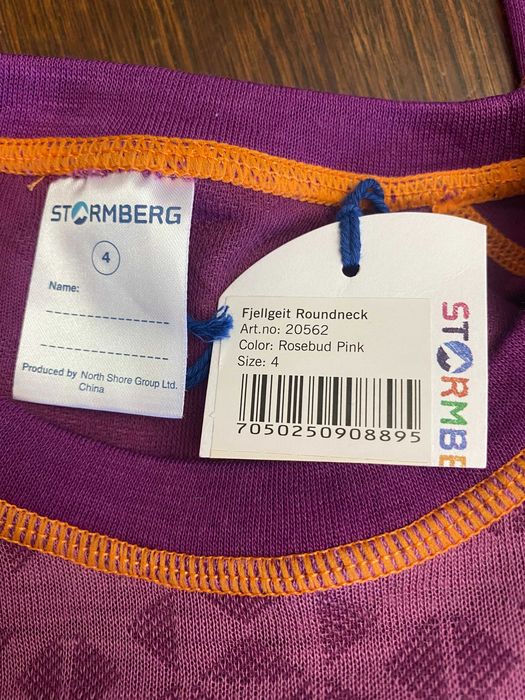 STORMBERG
4
Name:
Produced by North Shore Group Ltd.
China
Fjellgeit Roundneck
Art.no: 20562
Color: Rosebud Pink
Size: 4
7050250908895
STORMBE